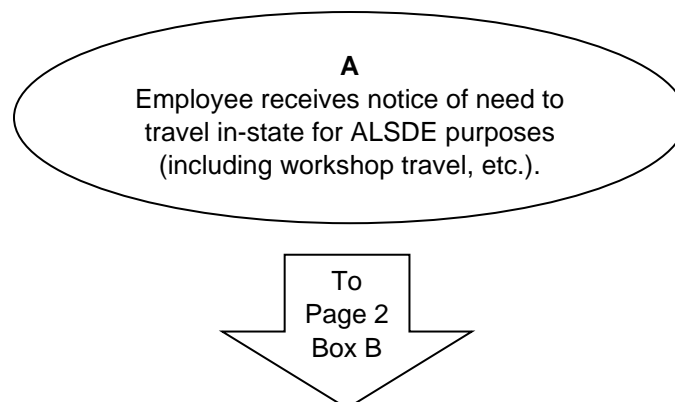 A
Employee receives notice of need to
travel in-state for ALSDE purposes
(including workshop travel, etc.).
To
Page 2
Box B